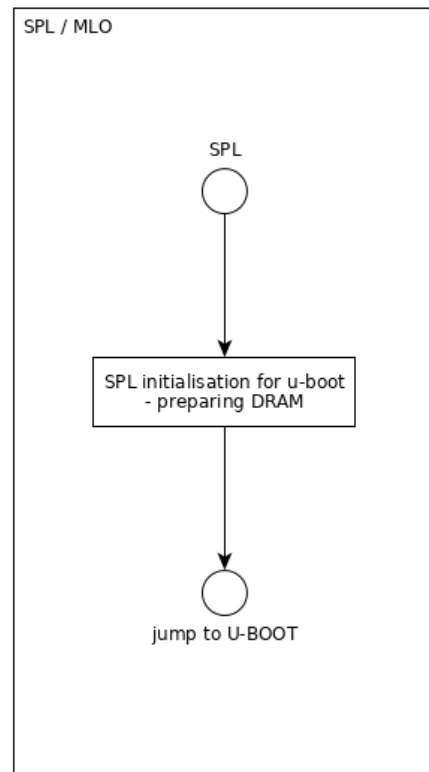 SPL / MLO
SPL
SPL initialisation for u-boot
- preparing DRAM
jump to U-BOOT